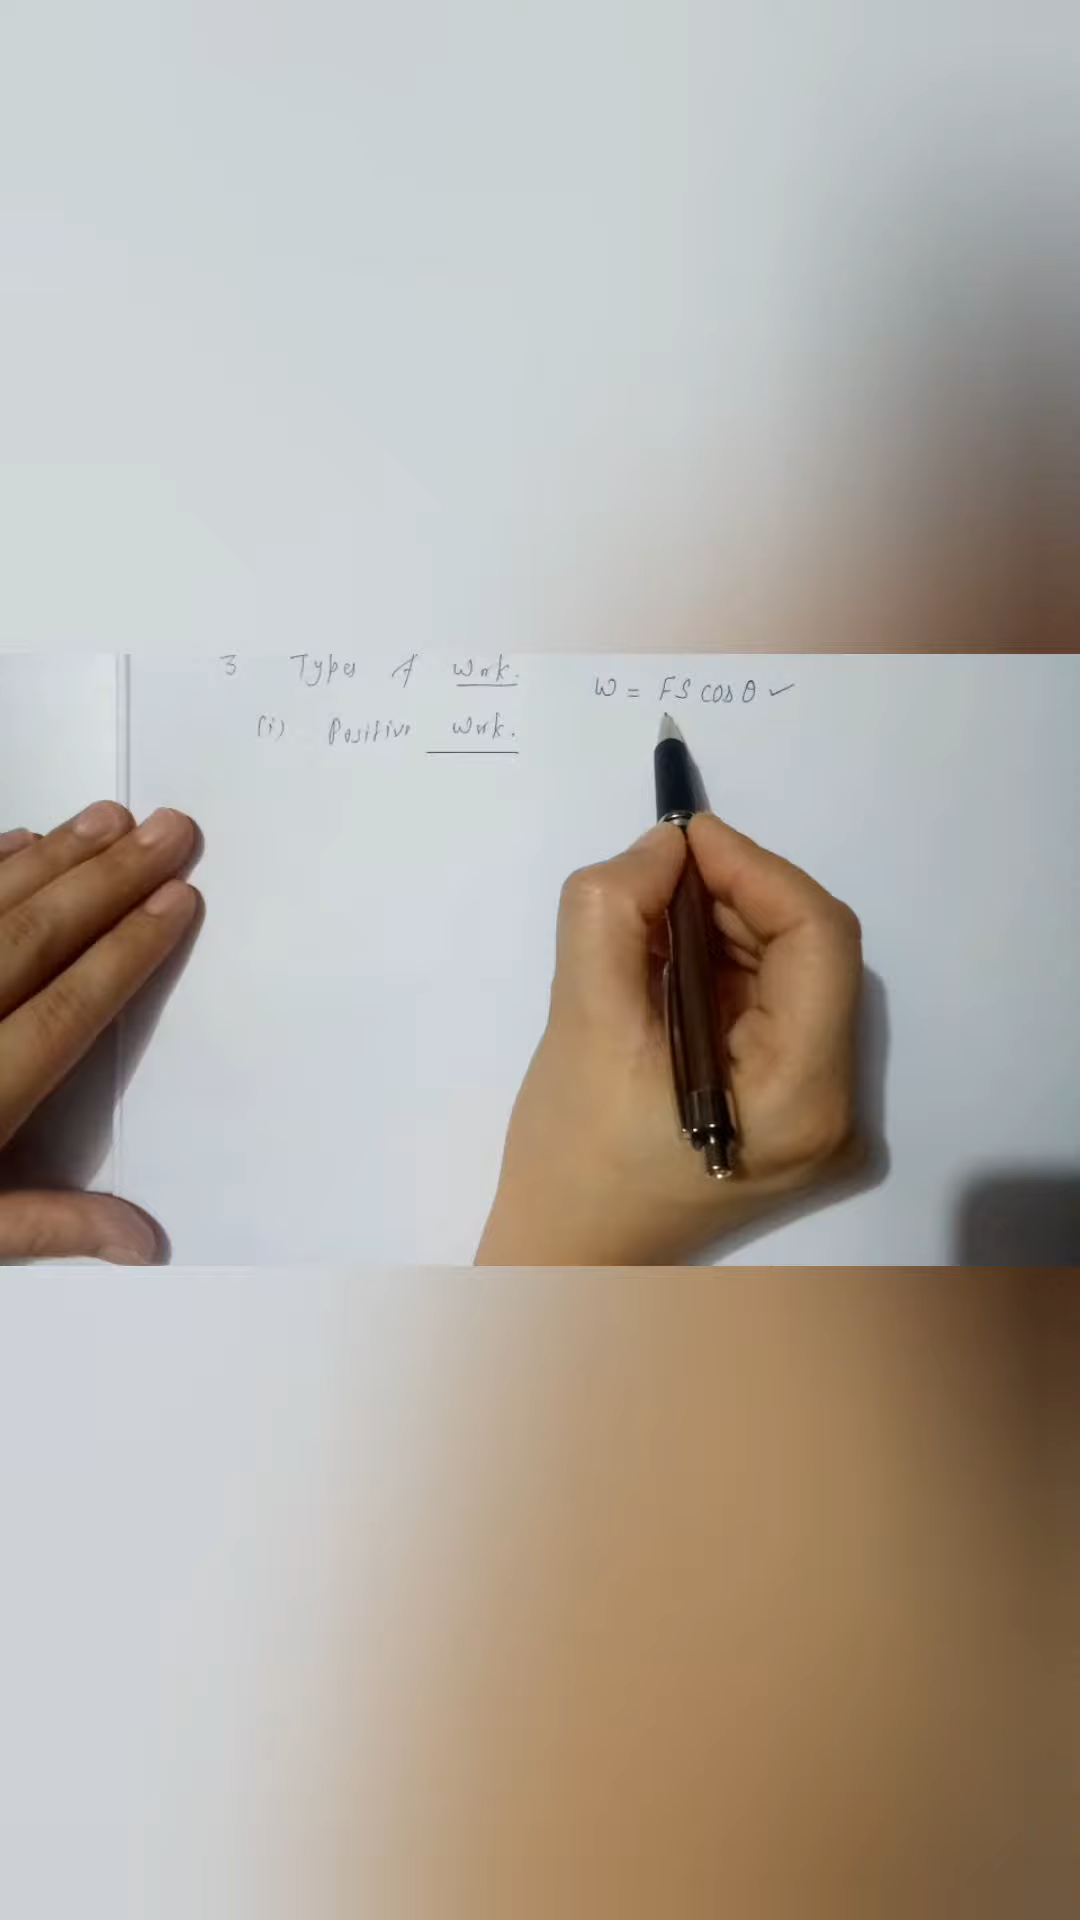 3 Types of Work.
W = FS cos θ ✓
(i) Positive Work.